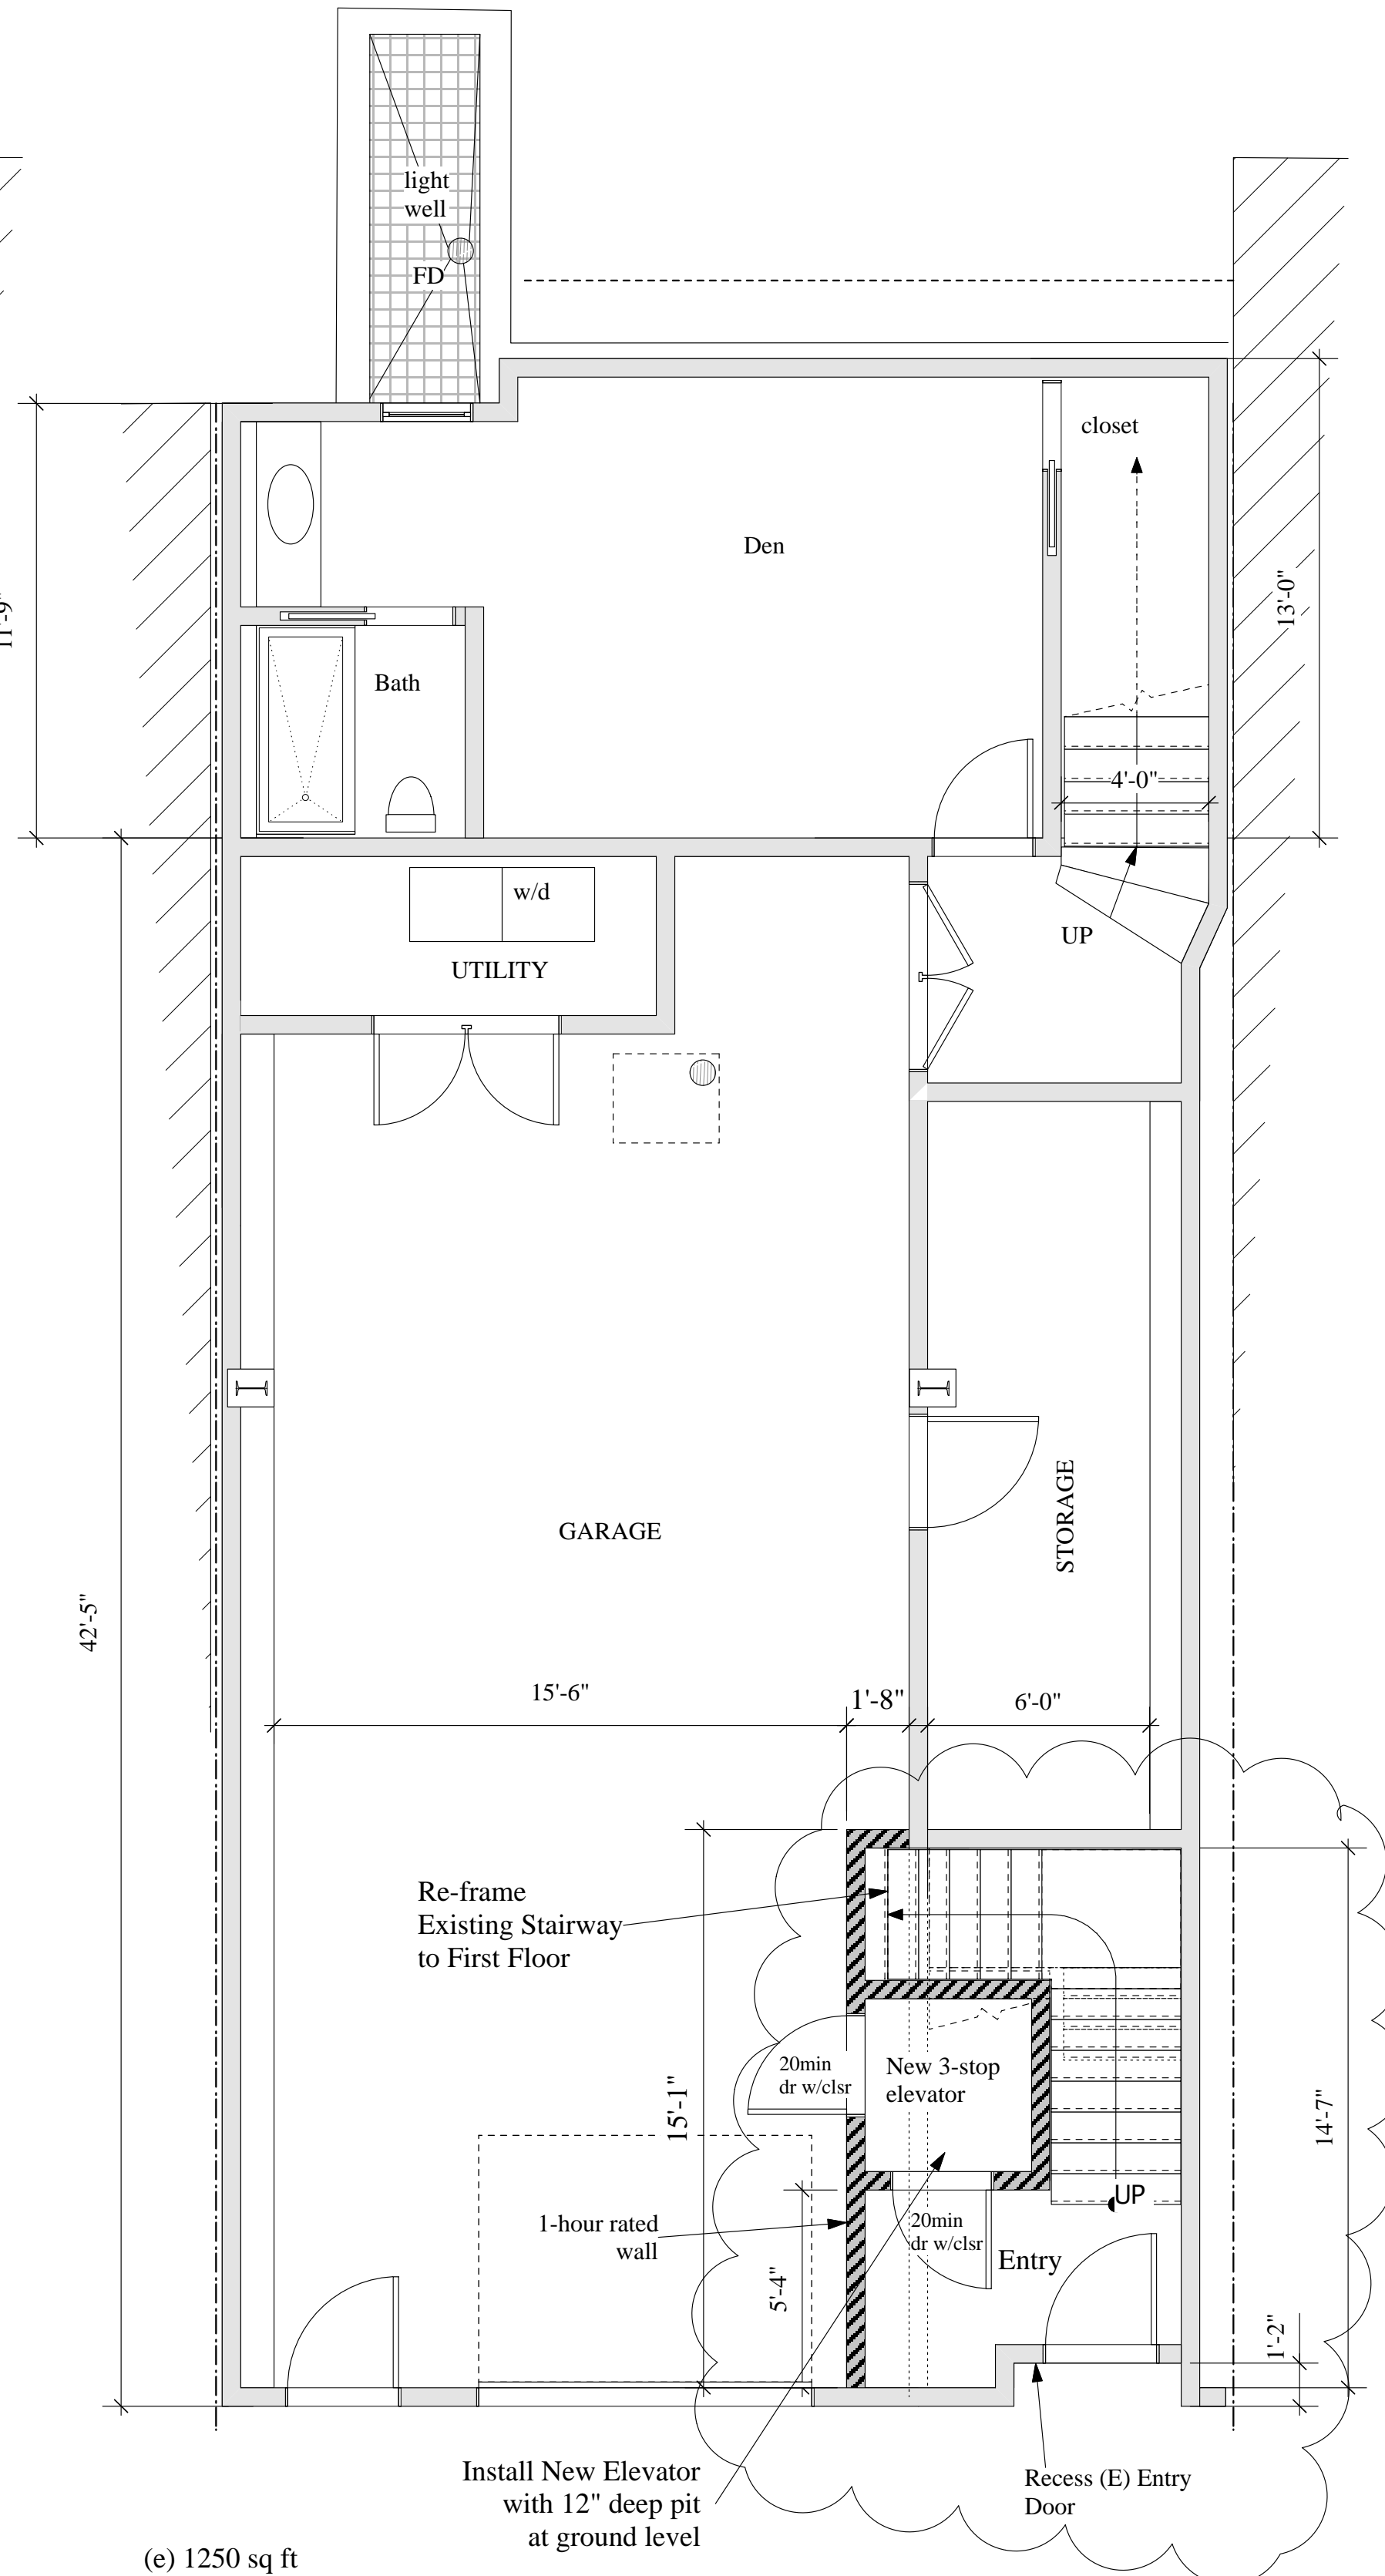 light
well
FD
closet
Den
13'-0"
11'-9"
Bath
4'-0"
w/d
UP
UTILITY
STORAGE
GARAGE
42'-5"
15'-6"
1'-8"
6'-0"
Re-frame
Existing Stairway
to First Floor
20min
dr w/clsr
New 3-stop
elevator
15'-1"
14'-7"
UP
1-hour rated
wall
20min
dr w/clsr
Entry
5'-4"
1'-2"
Install New Elevator
with 12" deep pit
at ground level
Recess (E) Entry
Door
(e) 1250 sq ft